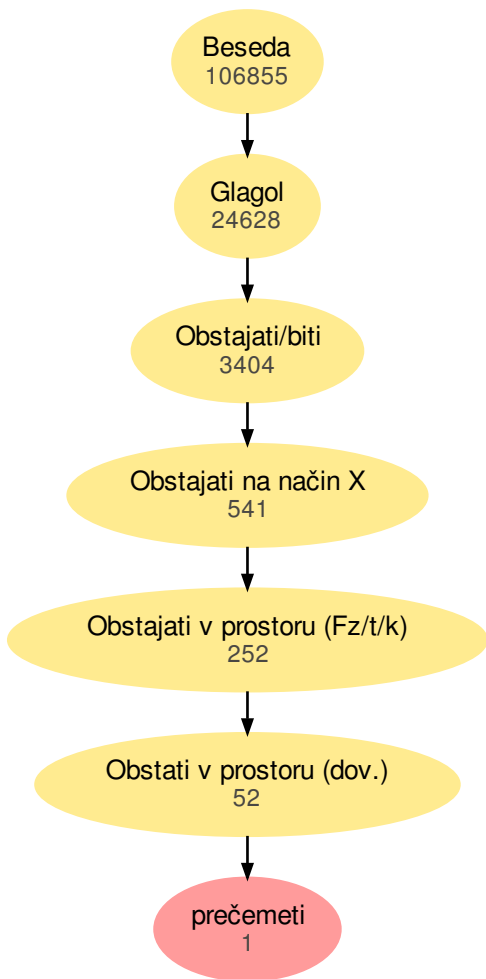 Beseda
106855
Glagol
24628
Obstajati/biti
3404
Obstajati na način X
541
Obstajati v prostoru (Fz/t/k)
252
Obstati v prostoru (dov.)
52
prečemeti
1